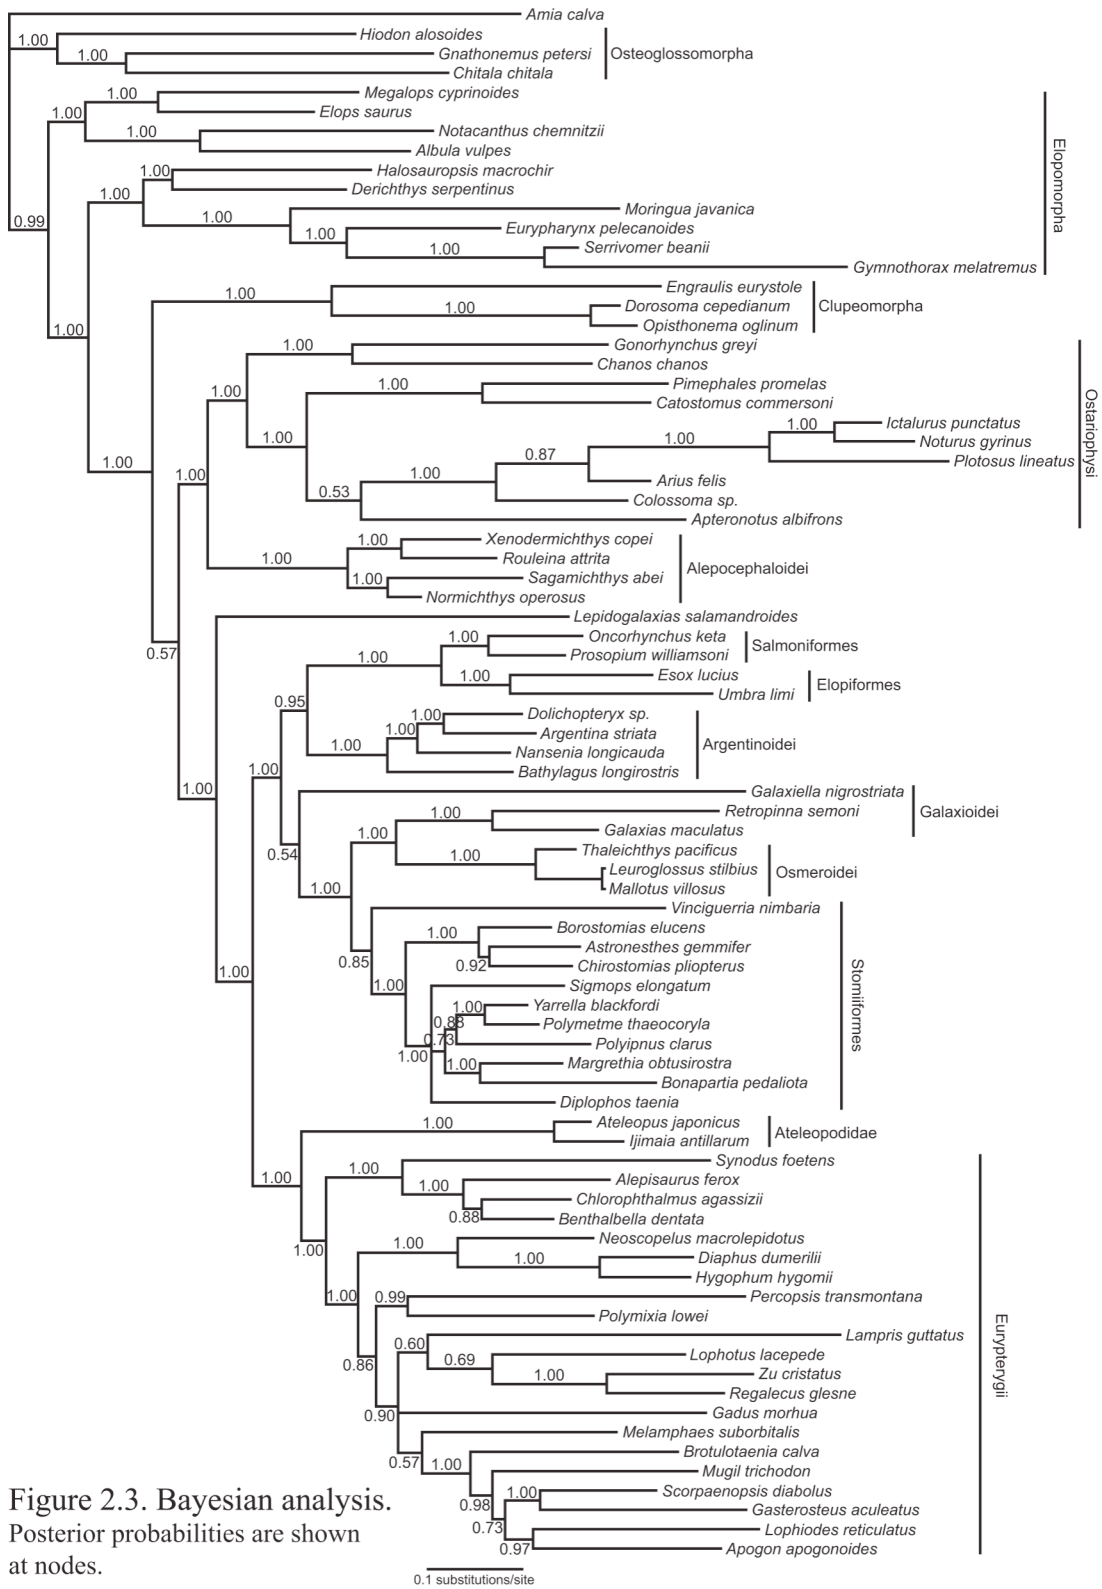 Amia calva
1.00
Hiodon alosoides
1.00
Gnathonemus petersi
Osteoglossomorpha
Chitala chitala
1.00
Megalops cyprinoides
1.00
Elops saurus
1.00
Notacanthus chemnitzii
Albula vulpes
Elopomorpha
1.00
Halosauropsis macrochir
1.00
Derichthys serpentinus
0.99
1.00
Moringua javanica
1.00
Eurypharynx pelecanoides
1.00
Serrivomer beanii
Gymnothorax melatremus
1.00
1.00
Engraulis eurystole
1.00
Dorosoma cepedianum
Clupeomorpha
Opisthonema oglinum
1.00
Gonorhynchus greyi
Chanos chanos
1.00
1.00
Pimephales promelas
Catostomus commersoni
Ostariophysi
1.00
1.00
Ictalurus punctatus
1.00
Noturus gyrinus
0.87
Plotosus lineatus
1.00
1.00
1.00
Arius felis
0.53
Colossoma sp.
Apteronotus albifrons
1.00
Xenodermichthys copei
1.00
Rouleina attrita
Alepocephaloidei
1.00
Sagamichthys abei
Normichthys operosus
Lepidogalaxias salamandroides
0.57
1.00
Oncorhynchus keta
1.00
Prosopium williamsoni
Salmoniformes
1.00
Esox lucius
Umbra limi
Elopiformes
0.95
1.00
Dolichopteryx sp.
1.00
Argentina striata
1.00
Nansenia longicauda
Argentinoidei
Bathylagus longirostris
1.00
1.00
Galaxiella nigrostriata
1.00
Retropinna semoni
Galaxioidei
1.00
Galaxias maculatus
0.54
1.00
Thaleichthys pacificus
Leuroglossus stilbius
Osmeroidei
1.00
Mallotus villosus
Vinciguerria nimbaria
1.00
Borostomias elucens
Astronesthes gemmifer
0.85
0.92
Chirostomias pliopterus
1.00
1.00
Sigmops elongatum
Stomiiformes
1.00
Yarrella blackfordi
0.88
Polymetme thaeocoryla
0.73
Polyipnus clarus
1.00
1.00
Margrethia obtusirostra
Bonapartia pedaliota
Diplophos taenia
1.00
Ateleopus japonicus
Ateleopodidae
Ijimaia antillarum
Synodus foetens
1.00
1.00
Alepisaurus ferox
1.00
Chlorophthalmus agassizii
0.88
Benthalbella dentata
Neoscopelus macrolepidotus
1.00
1.00
1.00
Diaphus dumerilii
Hygophum hygomii
1.00
0.99
Percopsis transmontana
Polymixia lowei
Eurypterygii
Lampris guttatus
0.60
0.86
0.69
Lophotus lacepede
1.00
Zu cristatus
Regalecus glesne
0.90
Gadus morhua
Melamphaes suborbitalis
0.57
1.00
Brotulotaenia calva
Mugil trichodon
0.98
1.00
Scorpaenopsis diabolus
Gasterosteus aculeatus
0.73
Lophiodes reticulatus
0.97
Apogon apogonoides
Figure 2.3. Bayesian analysis.
Posterior probabilities are shown
at nodes.
0.1 substitutions/site